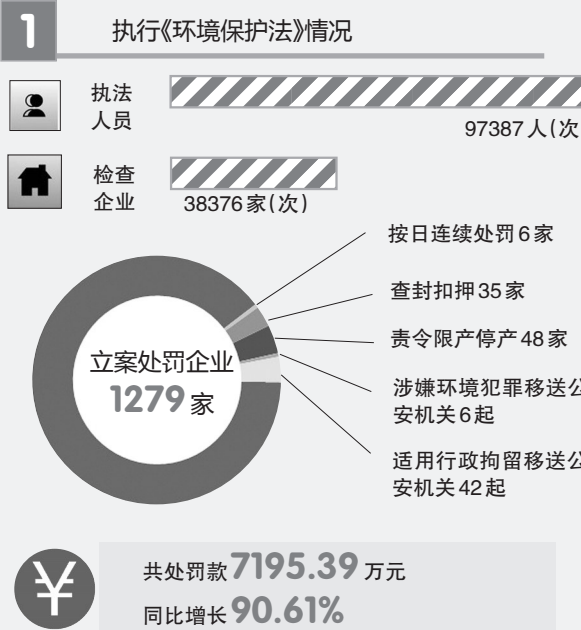 1
执行《环境保护法》情况
执法
人员
97387人(次
检查
企业
38376家(次)
按日连续处罚6家
查封扣押35家
责令限产停产48家
立案处罚企业
1279家
涉嫌环境犯罪移送公
安机关6起
适用行政拘留移送公
安机关42起
¥
共处罚款7195.39万元
同比增长90.61%